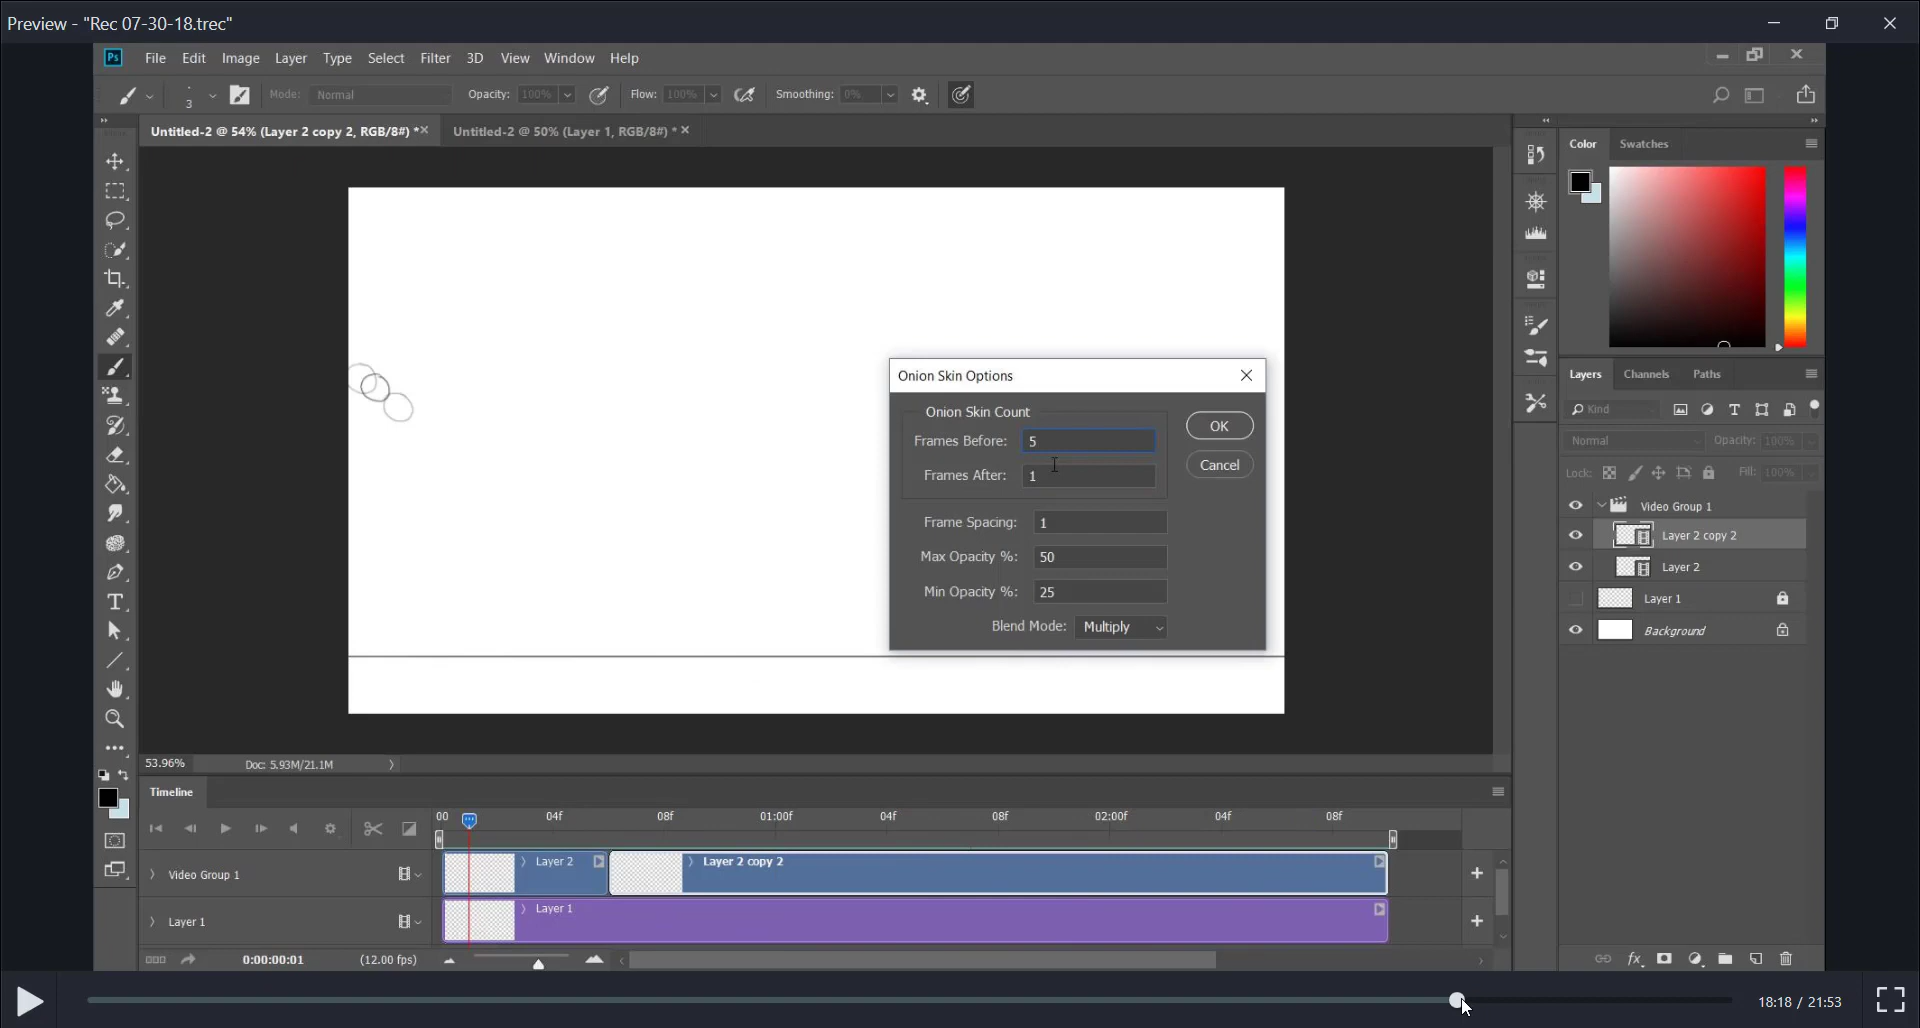 Preview - "Rec 07-30-18.trec"
Ps File Edit Image Layer Type Select Filter 3D View Window Help
3 Mode: Normal Opacity: 100% Flow: 100% Smoothing: 0%
Untitled-2 @ 54% (Layer 2 copy 2, RGB/8#) * Untitled-2 @ 50% (Layer 1, RGB/8#) *
Color Swatches
Onion Skin Options
Onion Skin Count
Frames Before: 5
Frames After: 1
Frame Spacing: 1
Max Opacity %: 50
Min Opacity %: 25
Blend Mode: Multiply
OK
Cancel
Layers Channels Paths
Kind
Normal Opacity: 100%
Lock: Fill: 100%
Video Group 1
Layer 2 copy 2
Layer 2
Layer 1
Background
fx
53.96% Doc: 5.93M/21.1M
Timeline
00 04f 08f 01:00f 04f 08f 02:00f 04f 08f
Video Group 1 Layer 2 Layer 2 copy 2
Layer 1 Layer 1
0:00:00:01 (12.00 fps)
18:18 / 21:53